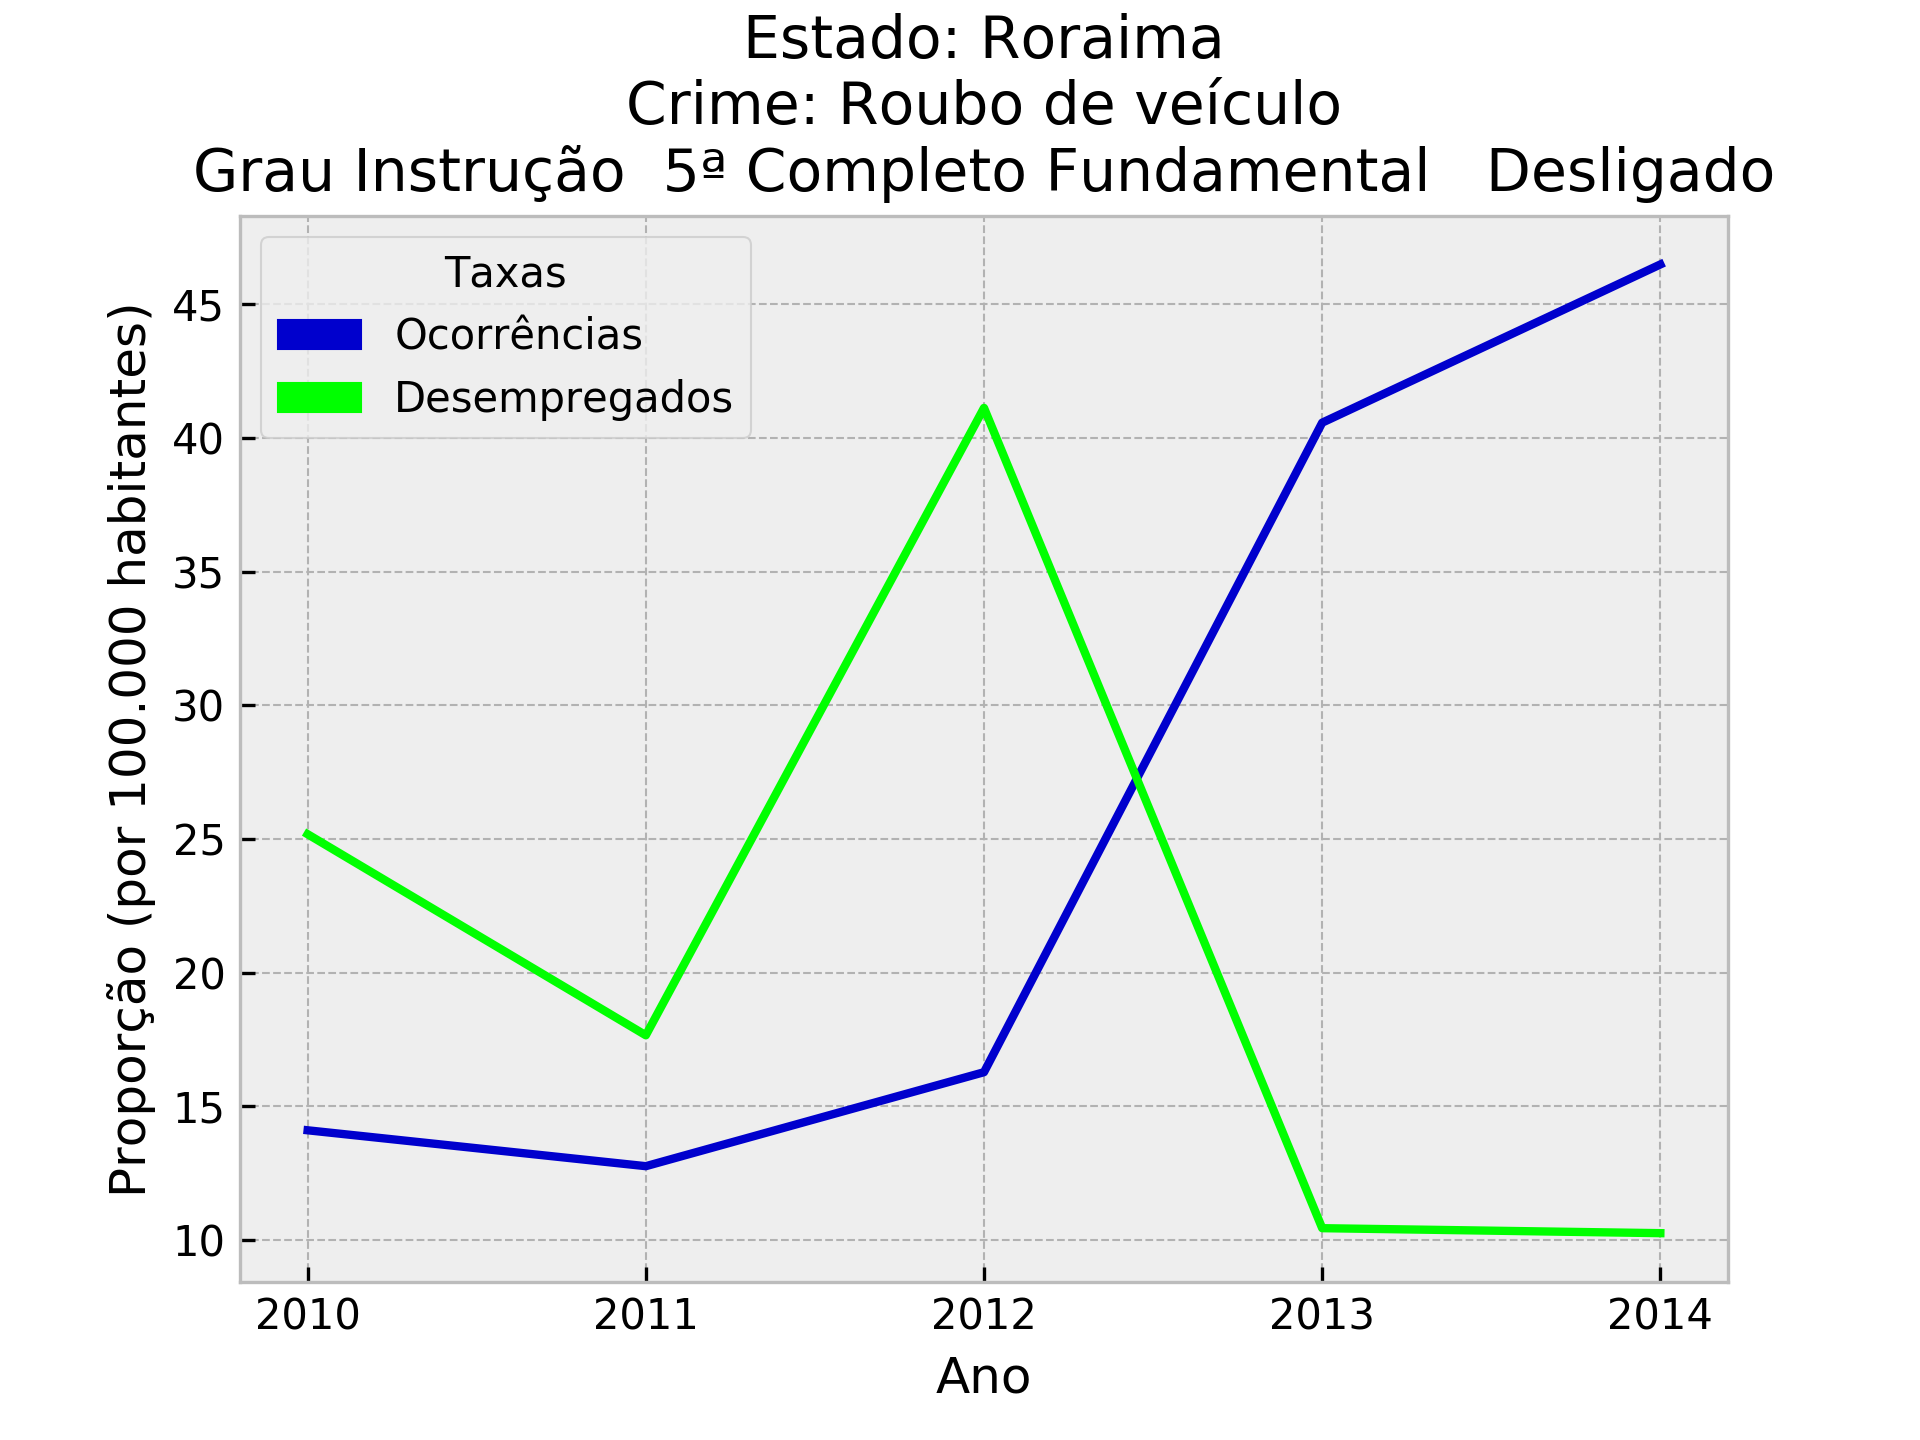 Estado: Roraima
Crime: Roubo de veículo
Grau Instrução  5ª Completo Fundamental   Desligado
Taxas
Ocorrências
Desempregados
Proporção (por 100.000 habitantes)
45
40
35
30
25
20
15
10
2010 2011 2012 2013 2014
Ano